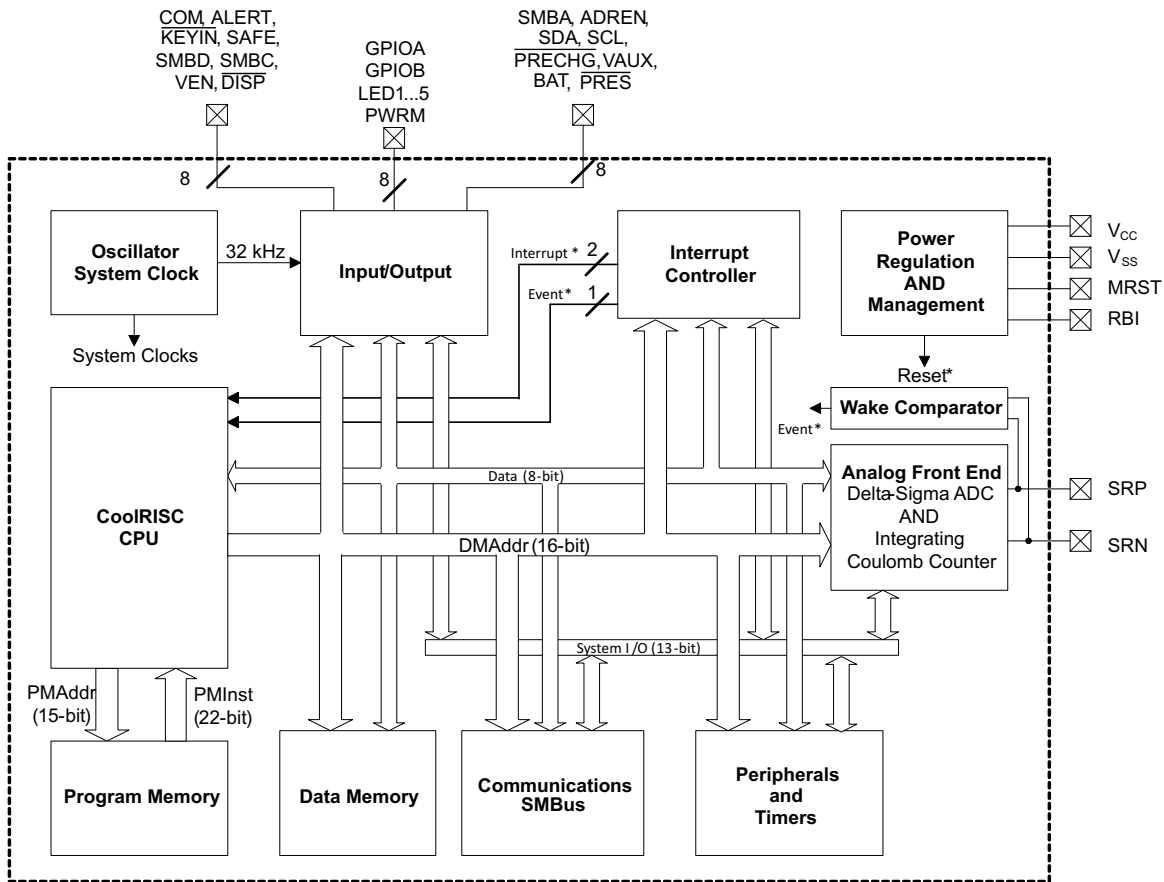 COM, ALERT,
KEYIN, SAFE,
SMBD, SMBC,
VEN, DISP
GPIOA
GPIOB
LED1...5
PWRM
SMBA, ADREN,
SDA, SCL,
PRECHG, VAUX,
BAT, PRES
8
8
8
Oscillator
System Clock
32 kHz
Input/Output
Interrupt *
2
Event *
1
Interrupt
Controller
Power
Regulation
AND
Management
VCC
VSS
MRST
RBI
System Clocks
Reset*
Wake Comparator
Event *
CoolRISC
CPU
Data (8-bit)
DMAddr (16-bit)
Analog Front End
Delta-Sigma ADC
AND
Integrating
Coulomb Counter
SRP
SRN
System I /O (13-bit)
PMAddr
(15-bit)
PMInst
(22-bit)
Program Memory
Data Memory
Communications
SMBus
Peripherals
and
Timers